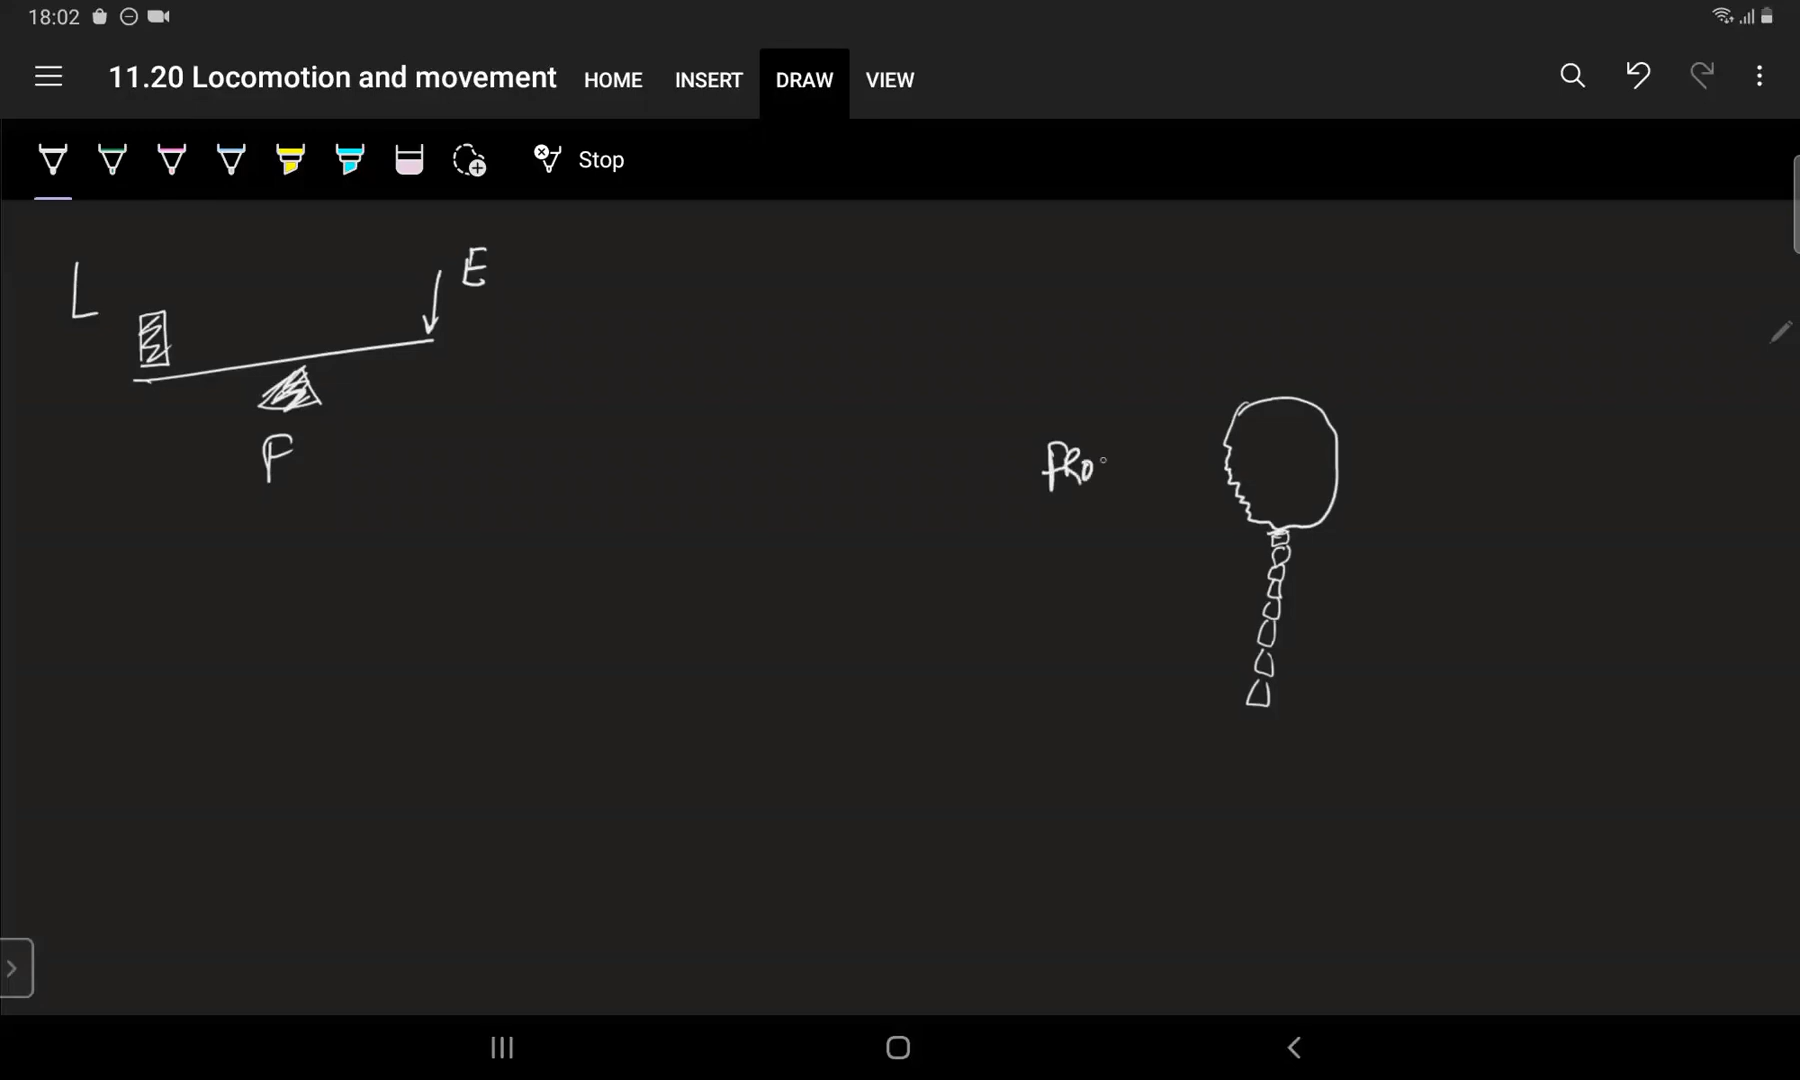 18:02
11.20 Locomotion and movement HOME INSERT DRAW VIEW
Stop
L
E
F
PRO